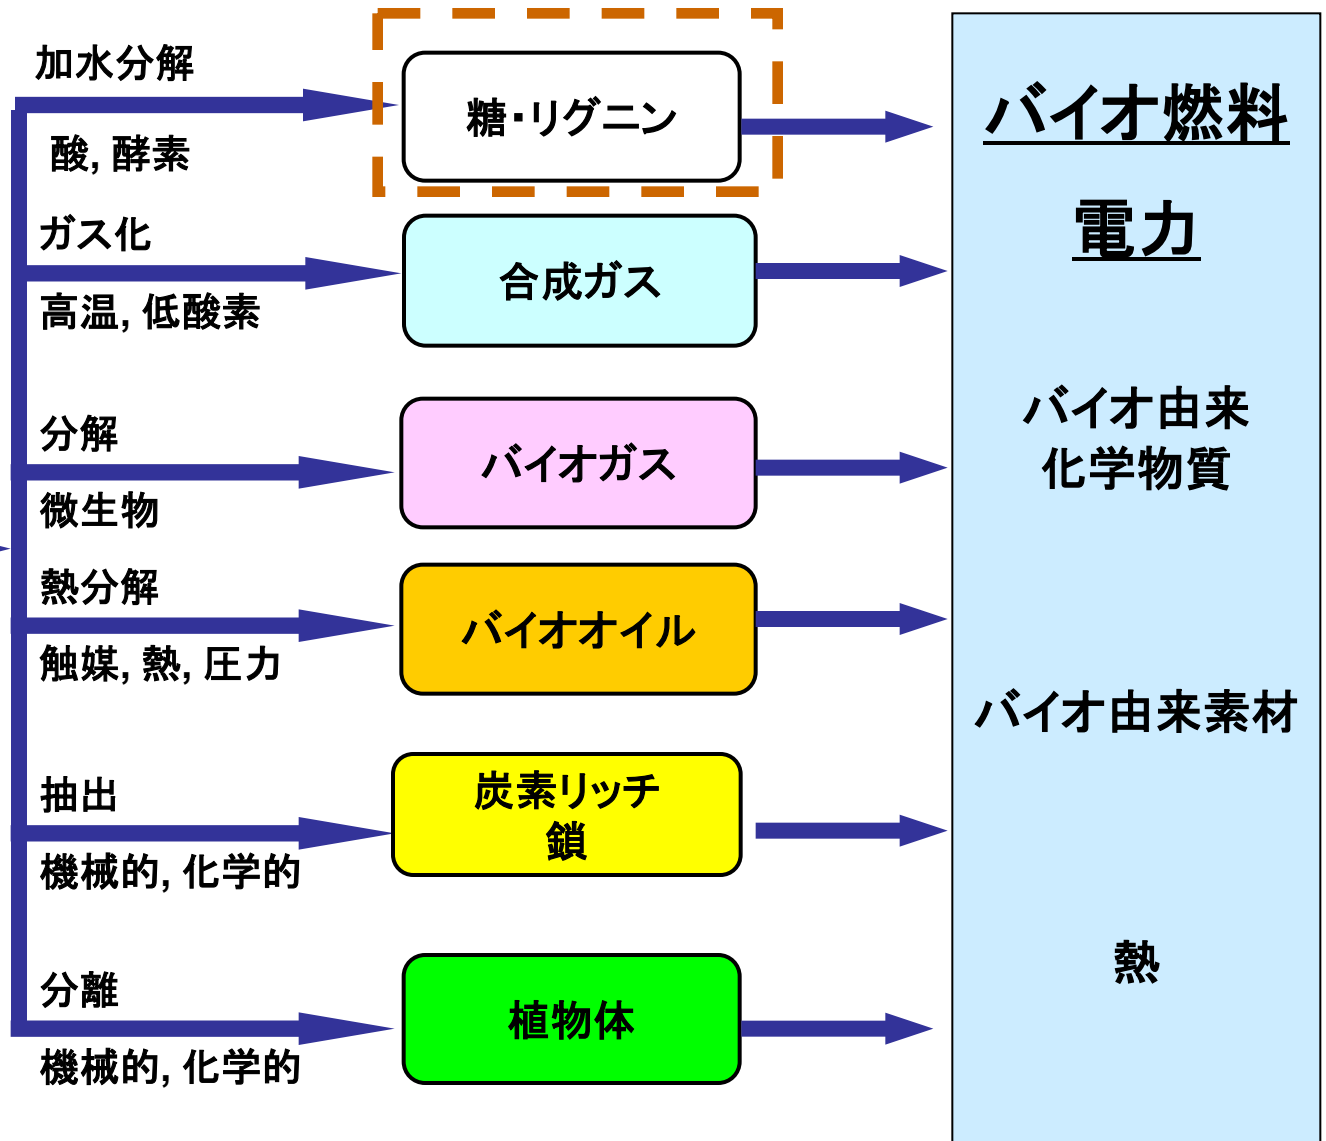 加水分解
酸, 酵素
糖・リグニン
ガス化
高温, 低酸素
合成ガス
分解
微生物
バイオガス
熱分解
触媒, 熱, 圧力
バイオオイル
抽出
機械的, 化学的
炭素リッチ
鎖
分離
機械的, 化学的
植物体
バイオ燃料
電力
バイオ由来
化学物質
バイオ由来素材
熱